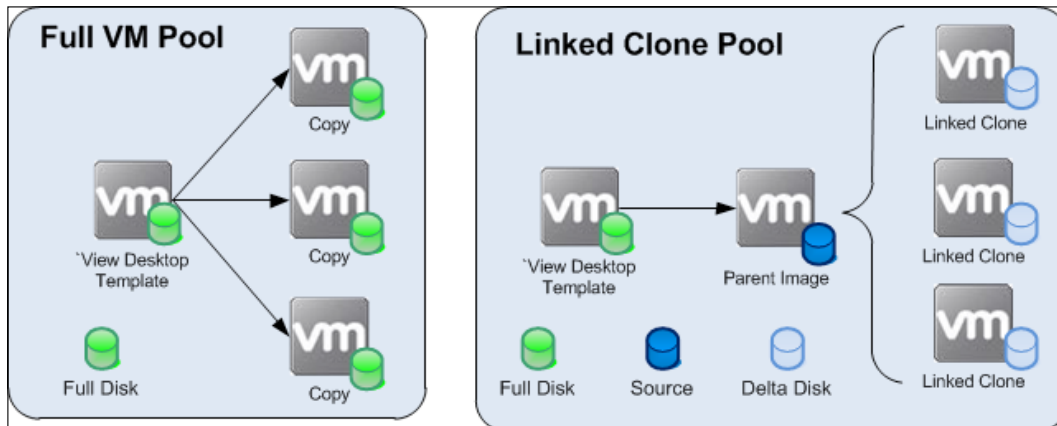 Full VM Pool
vm
Copy
vm
`View Desktop
Template
vm
Copy
vm
Copy
Full Disk
Linked Clone Pool
vm
`View Desktop
Template
vm
Parent Image
vm
Linked Clone
vm
Linked Clone
vm
Linked Clone
Full Disk
Source
Delta Disk